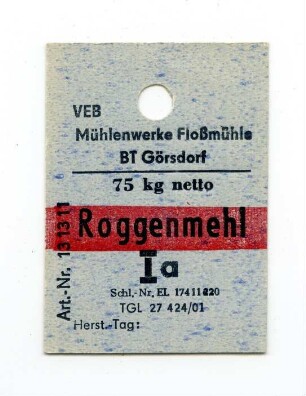 VEB
Mühlenwerke Floßmühle
BT Görsdorf
75 kg netto
Roggenmehl
Ia
Schl.-Nr. EL 17411220
TGL 27 424/01
Herst.-Tag:
Art.-Nr. 131311